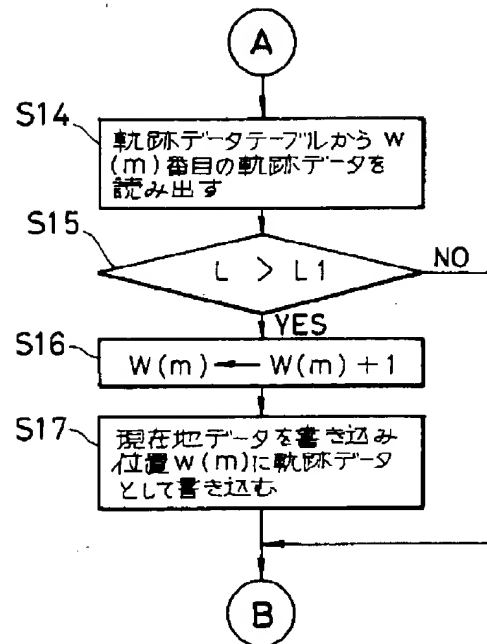 A
S14
軌跡データテーブルから W
(m)番目の軌跡データを
読み出す
S15
L > L1
NO
YES
S16
W(m) ← W(m)+1
S17
現在地データを書き込み
位置W(m)に軌跡データ
として書き込む
B